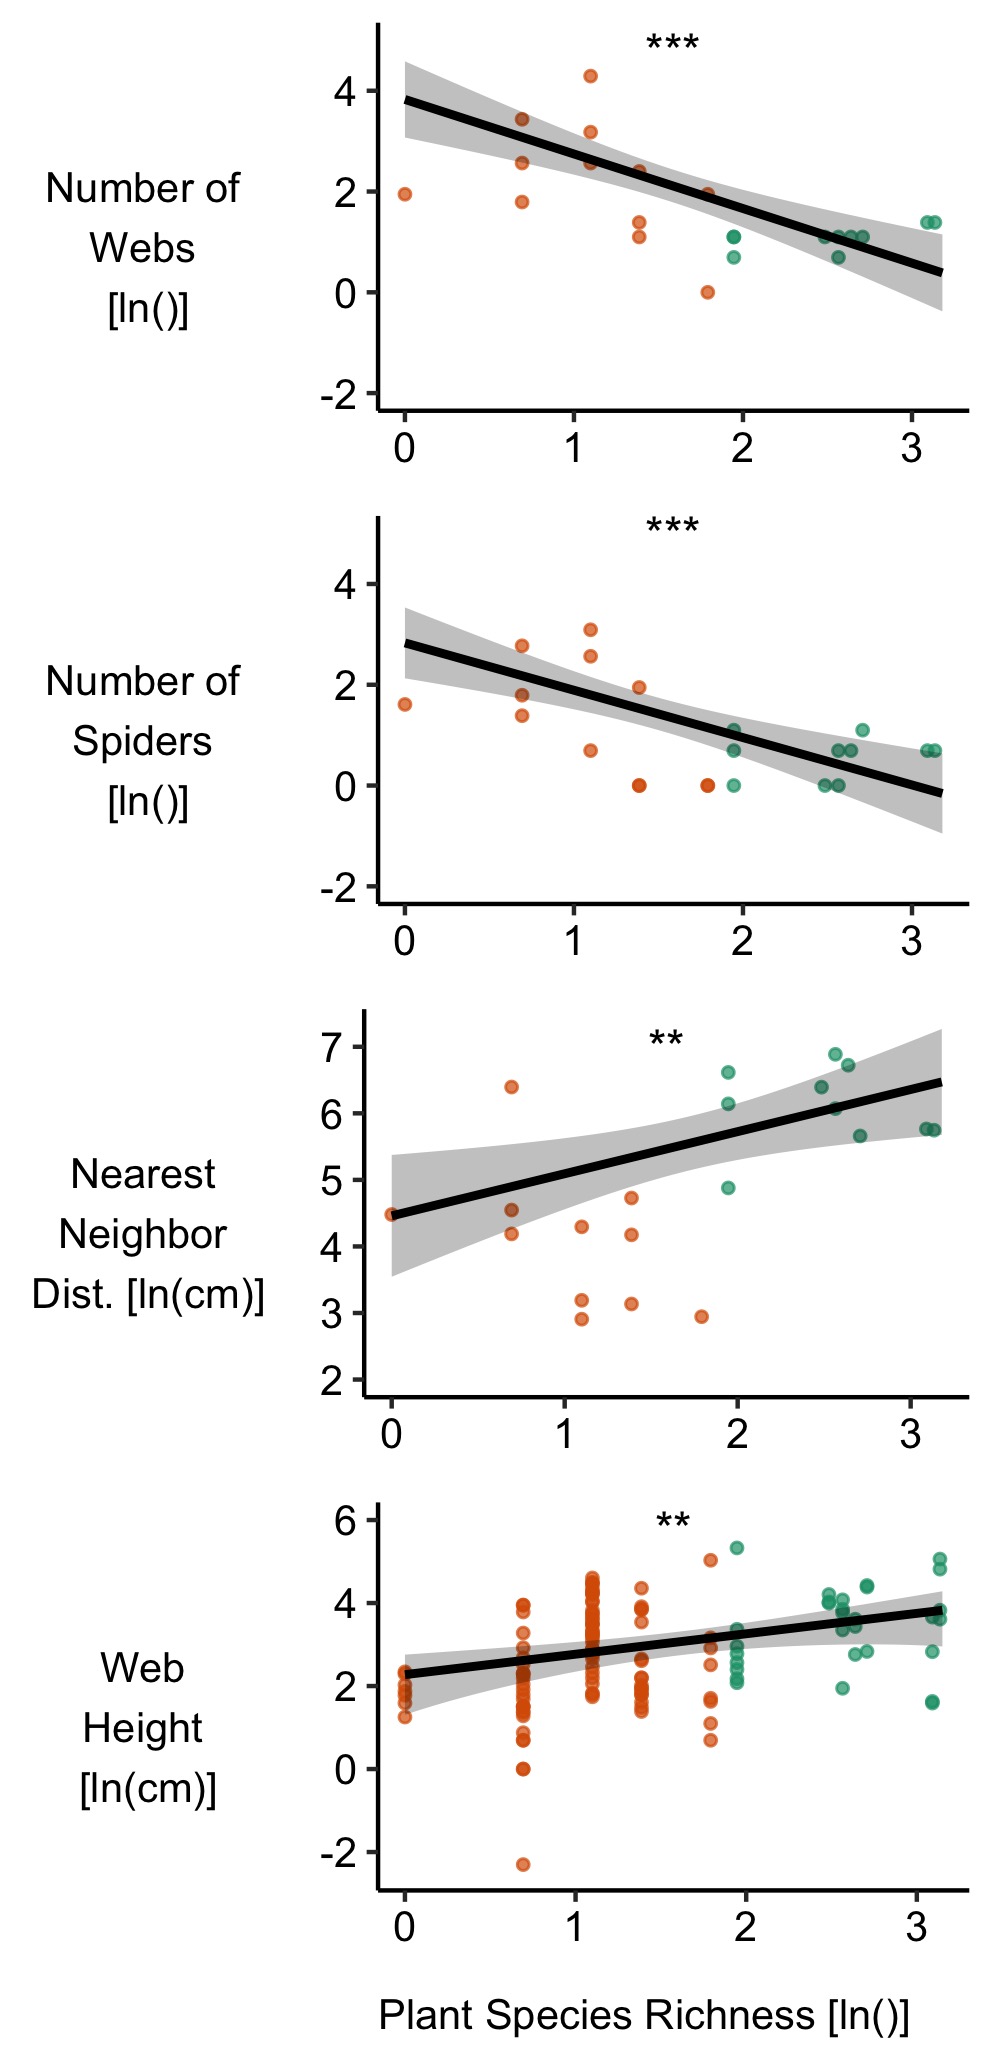 ***
4
2
0
-2
Number of
Webs
[ln()]
0 1 2 3
***
4
2
0
-2
Number of
Spiders
[ln()]
0 1 2 3
**
7
6
5
4
3
2
Nearest
Neighbor
Dist. [ln(cm)]
0 1 2 3
**
6
4
2
0
-2
Web
Height
[ln(cm)]
0 1 2 3
Plant Species Richness [ln()]